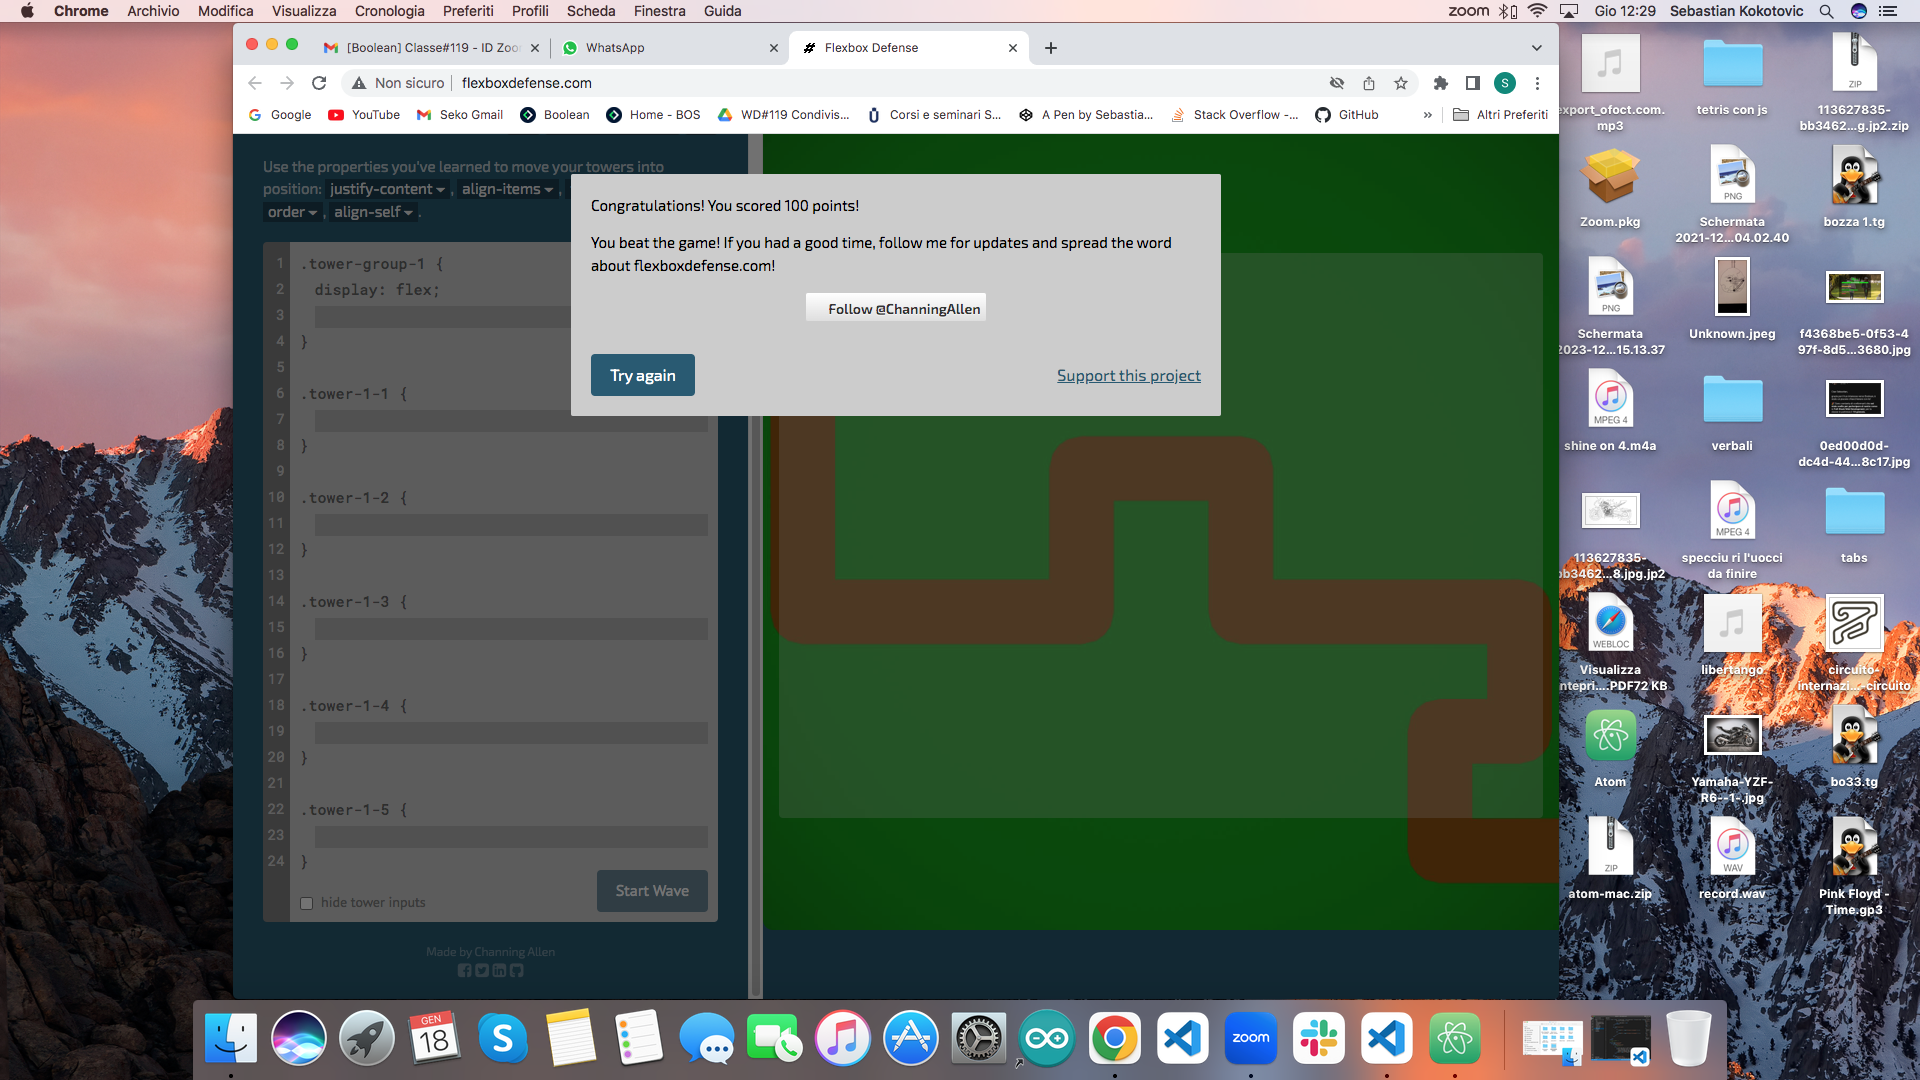 Chrome Archivio Modifica Visualizza Cronologia Preferiti Profili Scheda Finestra Guida
zoom Gio 12:29 Sebastian Kokotovic
[Boolean] Classe#119 - ID Zoo
WhatsApp
Flexbox Defense
Non sicuro flexboxdefense.com
S
Google YouTube Seko Gmail Boolean Home - BOS WD#119 Condivis... Corsi e seminari S... A Pen by Sebastia... Stack Overflow -... GitHub » Altri Preferiti
Use the properties you've learned to move your towers into
position: justify-content , align-items ,
order , align-self .
Congratulations! You scored 100 points!
You beat the game! If you had a good time, follow me for updates and spread the word
about flexboxdefense.com!
Follow @ChanningAllen
Try again
Support this project
1 .tower-group-1 {
2 display: flex;
3
4 }
5
6 .tower-1-1 {
7
8 }
9
10 .tower-1-2 {
11
12 }
13
14 .tower-1-3 {
15
16 }
17
18 .tower-1-4 {
19
20 }
21
22 .tower-1-5 {
23
24 }
hide tower inputs
Start Wave
Made by Channing Allen
export_ofoct.com.
mp3
tetris con js
ZIP
113627835-
bb3462...g.jp2.zip
Zoom.pkg
PNG
Schermata
2021-12...04.02.40
bozza 1.tg
PNG
Schermata
2023-12...15.13.37
Unknown.jpeg
f4368be5-0f53-4
97f-8d5...3680.jpg
MPEG 4
shine on 4.m4a
verbali
0ed00d0d-
dc4d-44...8c17.jpg
113627835-
bb3462...8.jpg.jp2
MPEG 4
specciu ri l'uocci
da finire
tabs
WEBLOC
Visualizza
ntepri....PDF72 KB
libertango
circuito-
internazi...-circuito
Atom
Yamaha-YZF-
R6--1-.jpg
bo33.tg
ZIP
atom-mac.zip
WAV
record.wav
Pink Floyd -
Time.gp3
GEN
18
zoom